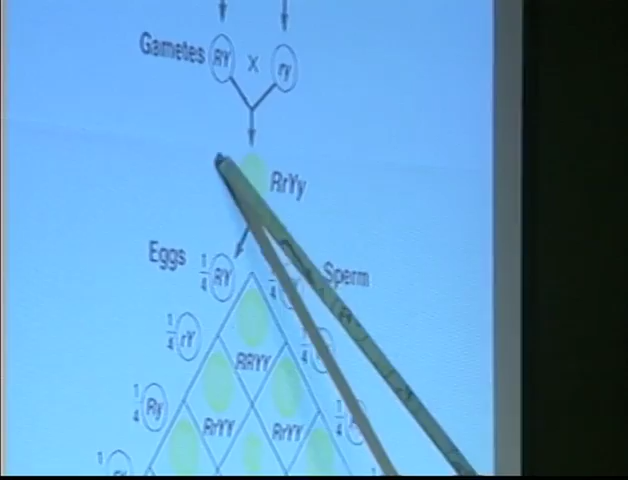 Gametes RY X ry
RrYy
Eggs
Sperm
1/4 RY
1/4
1/4 rY
1/4
RRYY
1/4 Ry
1/4
RrYY
RrYY
1